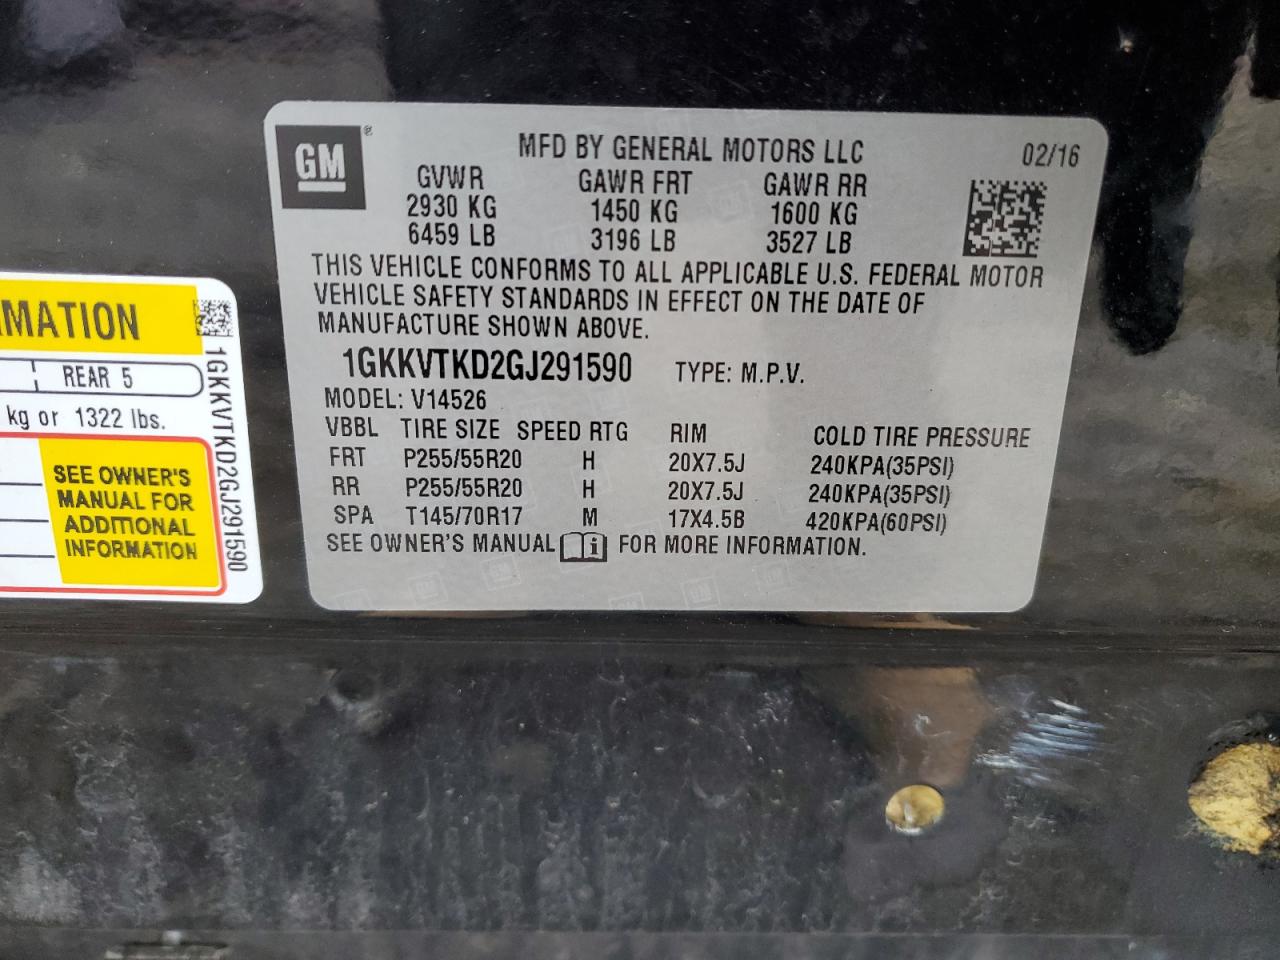 GM
®
MFD BY GENERAL MOTORS LLC
02/16
GVWR GAWR FRT GAWR RR
2930 KG 1450 KG 1600 KG
6459 LB 3196 LB 3527 LB
THIS VEHICLE CONFORMS TO ALL APPLICABLE U.S. FEDERAL MOTOR
VEHICLE SAFETY STANDARDS IN EFFECT ON THE DATE OF
MANUFACTURE SHOWN ABOVE.
1GKKVTKD2GJ291590 TYPE: M.P.V.
MODEL: V14526
VBBL TIRE SIZE SPEED RTG RIM COLD TIRE PRESSURE
FRT P255/55R20 H 20X7.5J 240KPA(35PSI)
RR P255/55R20 H 20X7.5J 240KPA(35PSI)
SPA T145/70R17 M 17X4.5B 420KPA(60PSI)
SEE OWNER'S MANUAL i FOR MORE INFORMATION.
REAR 5
kg or 1322 lbs.
SEE OWNER'S
MANUAL FOR
ADDITIONAL
INFORMATION
1GKKVTKD2GJ291590